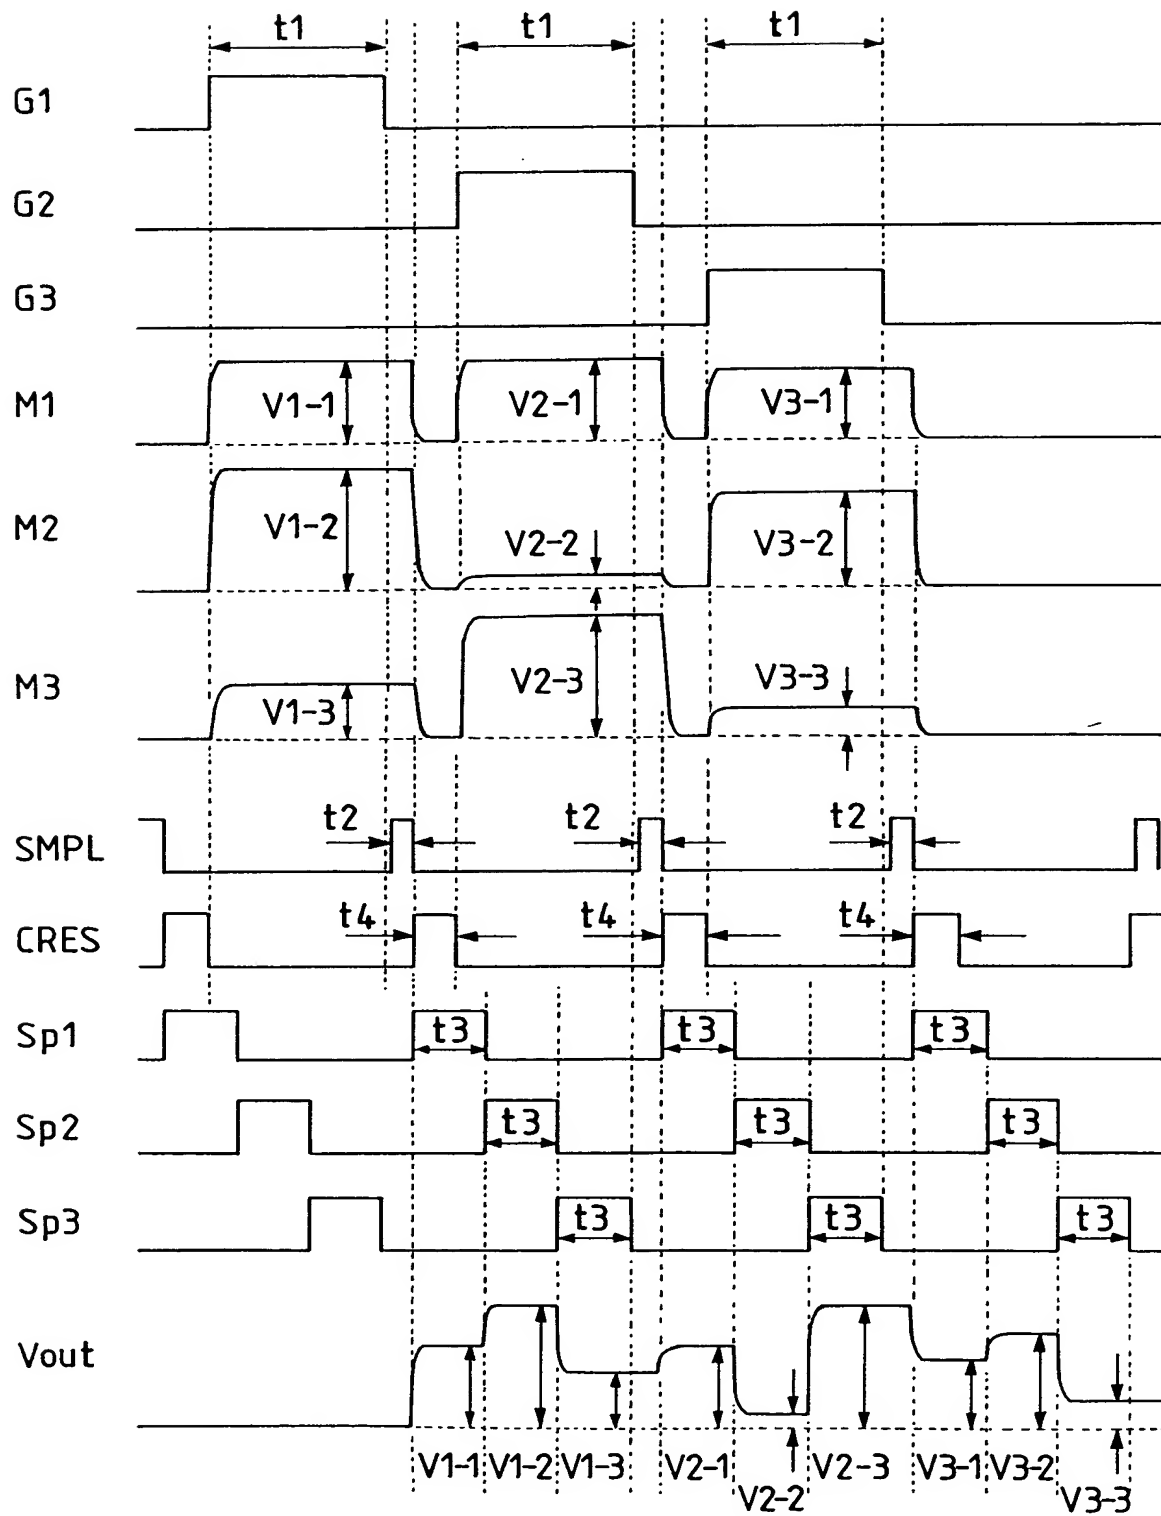 t1 t1 t1
G1
G2
G3
M1 V1-1 V2-1 V3-1
M2 V1-2 V2-2 V3-2
M3 V1-3 V2-3 V3-3
SMPL t2 t2 t2
CRES t4 t4 t4
Sp1 t3 t3 t3
Sp2 t3 t3 t3
Sp3 t3 t3 t3
Vout
V1-1 V1-2 V1-3 V2-1 V2-2 V2-3 V3-1 V3-2 V3-3